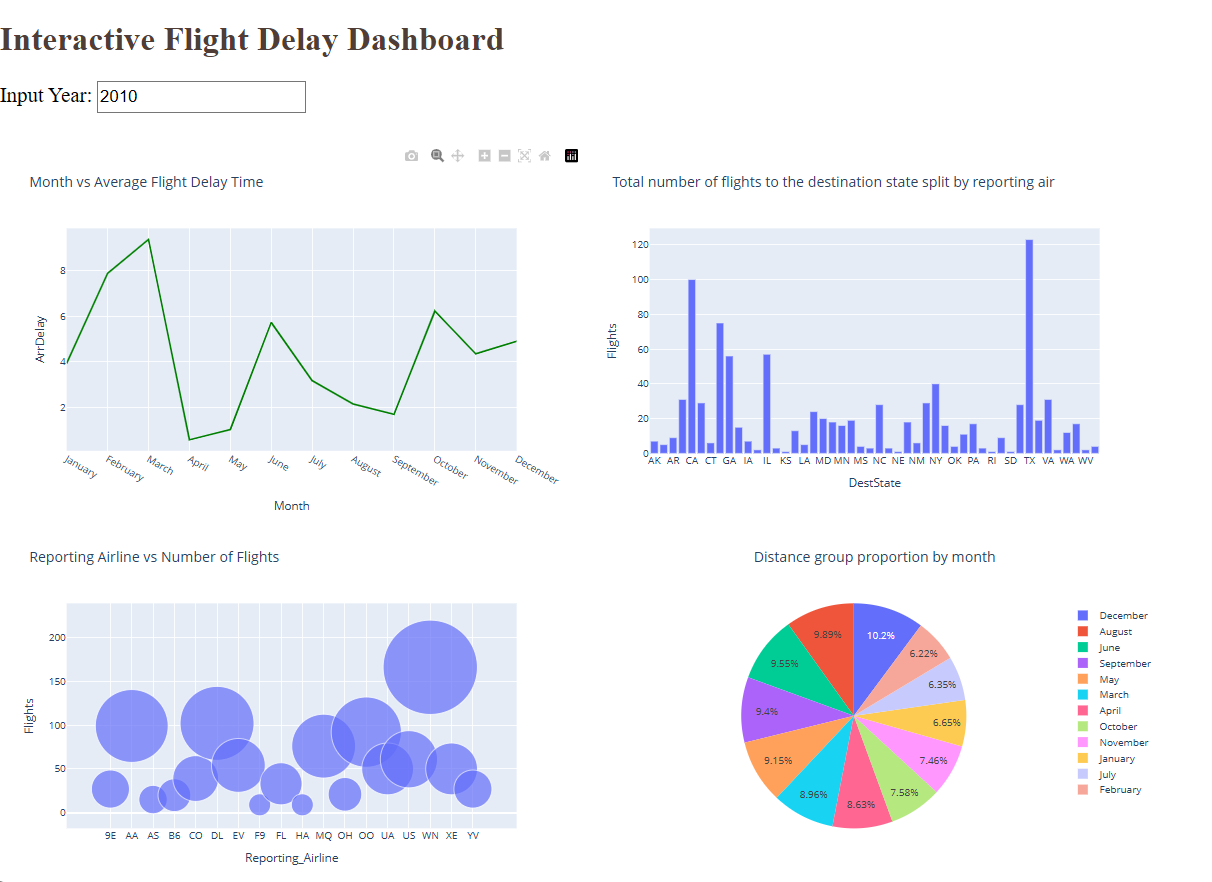 Interactive Flight Delay Dashboard
Input Year: 2010
Month vs Average Flight Delay Time
8
6
4
2
ArrDelay
January February March April May June July August September October November December
Month
Total number of flights to the destination state split by reporting air
120
100
80
60
40
20
0
Flights
AK AR CA CT GA IA IL KS LA MD MN MS NC NE NM NY OK PA RI SD TX VA WA WV
DestState
Reporting Airline vs Number of Flights
200
150
100
50
0
Flights
9E AA AS B6 CO DL EV F9 FL HA MQ OH OO UA US WN XE YV
Reporting_Airline
Distance group proportion by month
10.2%
9.89%
9.55%
9.4%
9.15%
8.96%
8.63%
7.58%
7.46%
6.65%
6.35%
6.22%
December
August
June
September
May
March
April
October
November
January
July
February